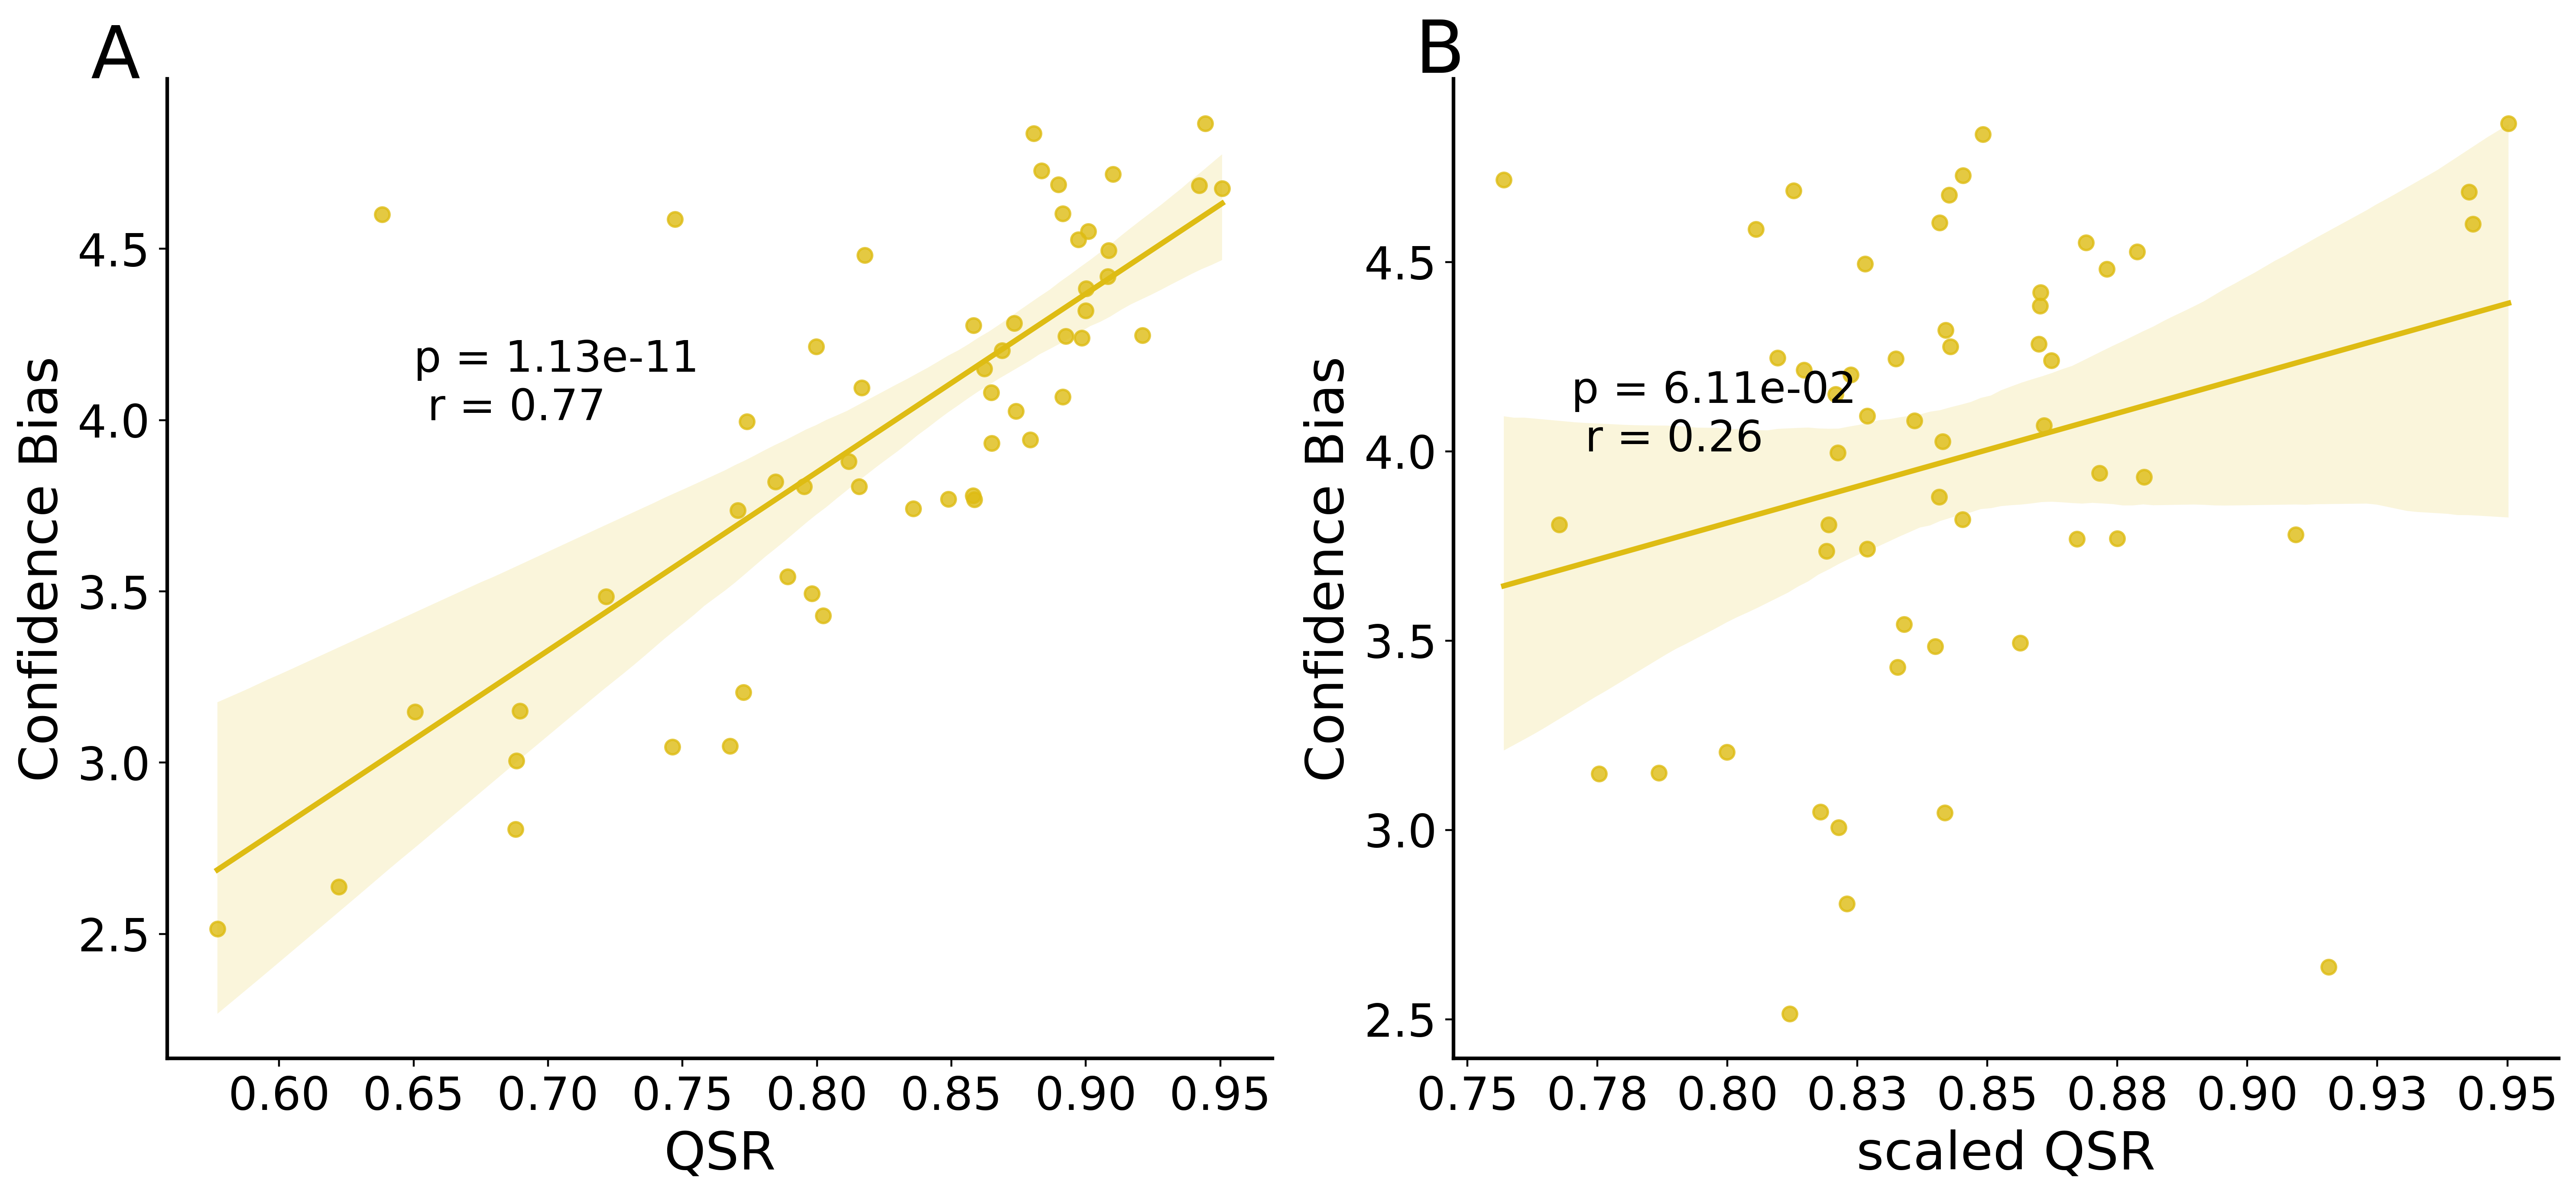 A
Confidence Bias
4.5
4.0
3.5
3.0
2.5
p = 1.13e-11
r = 0.77
0.60 0.65 0.70 0.75 0.80 0.85 0.90 0.95
QSR
B
Confidence Bias
4.5
4.0
3.5
3.0
2.5
p = 6.11e-02
r = 0.26
0.75 0.78 0.80 0.83 0.85 0.88 0.90 0.93 0.95
scaled QSR